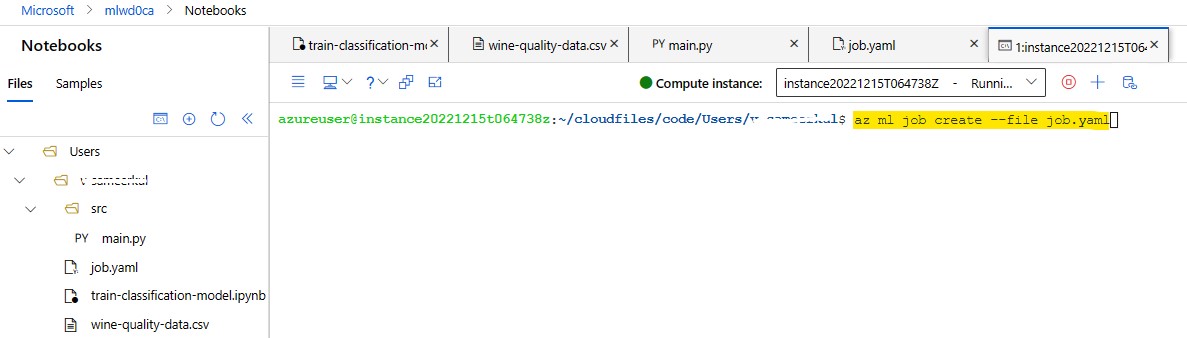 Microsoft > mlwd0ca > Notebooks
Notebooks
Files Samples
Users
src
PY main.py
job.yaml
train-classification-model.ipynb
wine-quality-data.csv
train-classification-m
wine-quality-data.csv
PY main.py
job.yaml
1:instance20221215T06
Compute instance: instance20221215T064738Z - Runni...
azureuser@instance20221215t064738z:~/cloudfiles/code/Users/ $ az ml job create --file job.yaml